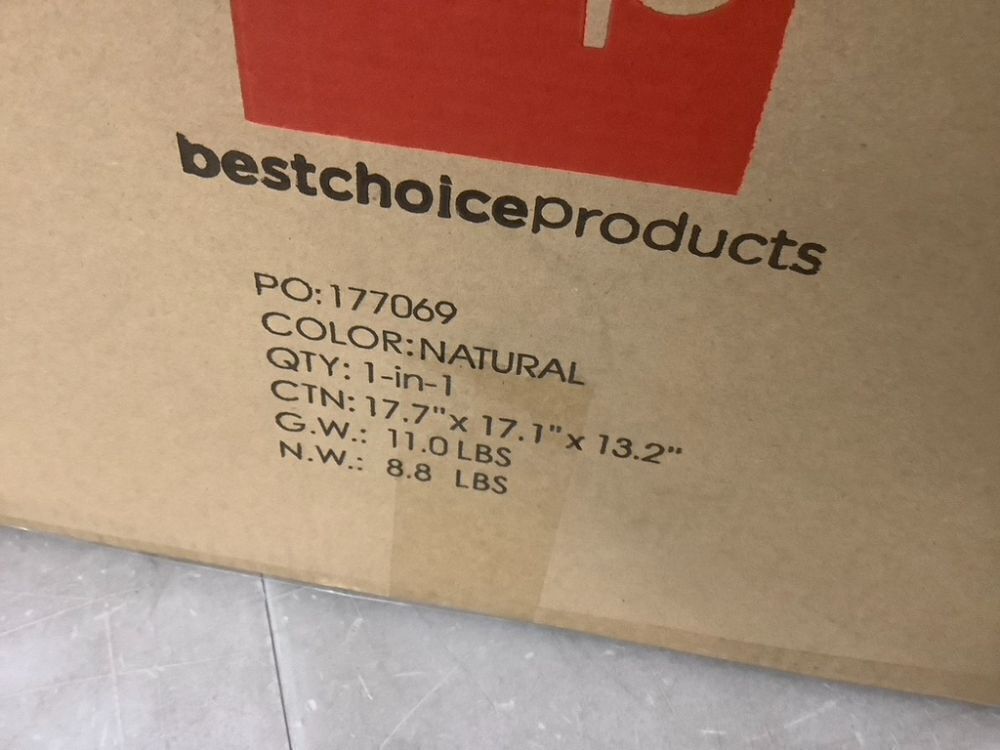 bestchoiceproducts
PO:177069
COLOR:NATURAL
QTY: 1-in-1
CTN: 17.7"x 17.1"x 13.2"
G.W.: 11.0 LBS
N.W.: 8.8 LBS